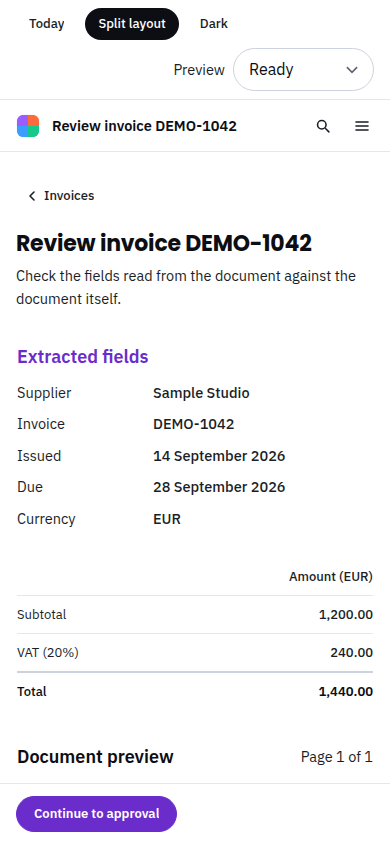 Today Split layout Dark
Preview Ready
Review invoice DEMO-1042
Invoices
Review invoice DEMO-1042
Check the fields read from the document against the
document itself.
Extracted fields
Supplier Sample Studio
Invoice DEMO-1042
Issued 14 September 2026
Due 28 September 2026
Currency EUR
Amount (EUR)
Subtotal 1,200.00
VAT (20%) 240.00
Total 1,440.00
Document preview Page 1 of 1
Continue to approval